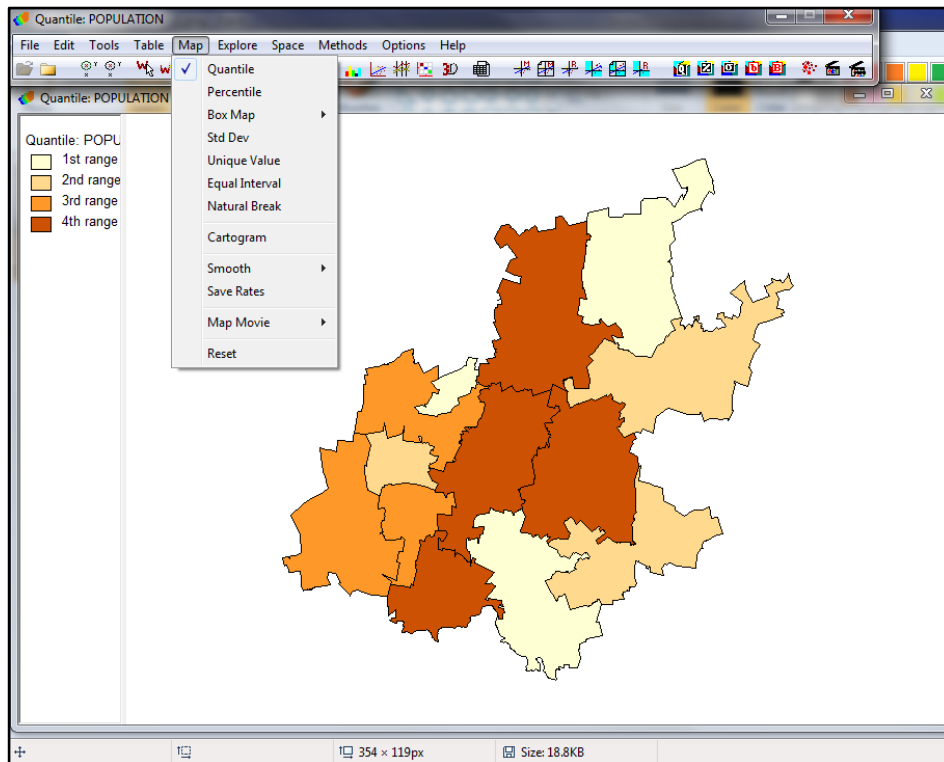 Quantile: POPULATION
File Edit Tools Table Map Explore Space Methods Options Help
3D
Quantile
Percentile
Box Map
Std Dev
Unique Value
Equal Interval
Natural Break
Cartogram
Smooth
Save Rates
Map Movie
Reset
Quantile: POPULATION
Quantile: POPU
1st range
2nd range
3rd range
4th range
354 × 119px Size: 18.8KB